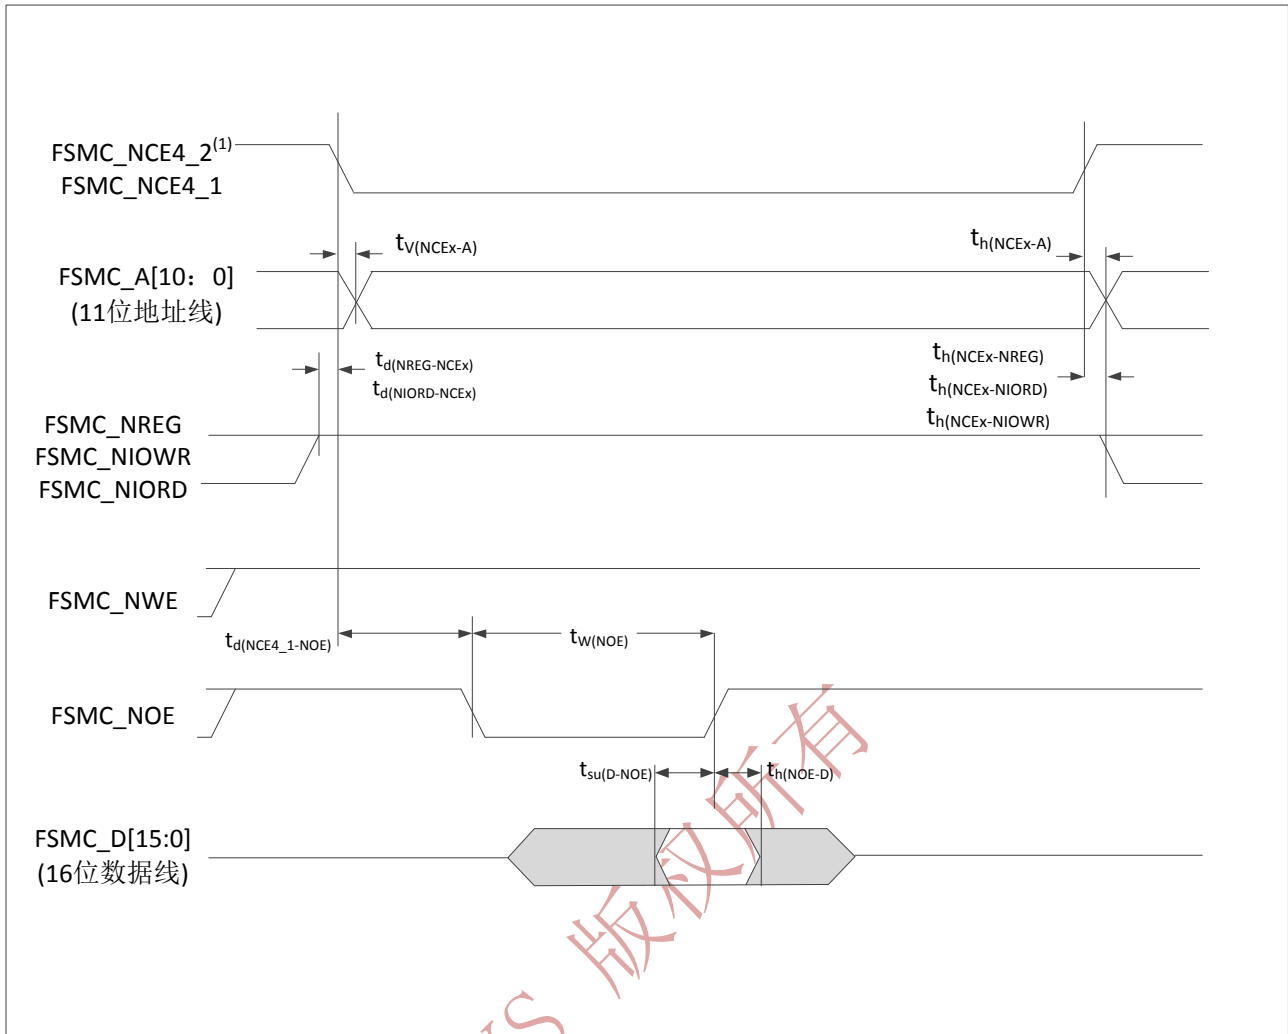 FSMC_NCE4_2(1)
FSMC_NCE4_1
tV(NCEx-A)
th(NCEx-A)
FSMC_A[10：0]
(11位地址线)
td(NREG-NCEx)
td(NIORD-NCEx)
th(NCEx-NREG)
th(NCEx-NIORD)
th(NCEx-NIOWR)
FSMC_NREG
FSMC_NIOWR
FSMC_NIORD
FSMC_NWE
td(NCE4_1-NOE)
tW(NOE)
FSMC_NOE
tsu(D-NOE)
th(NOE-D)
FSMC_D[15:0]
(16位数据线)
版权所有